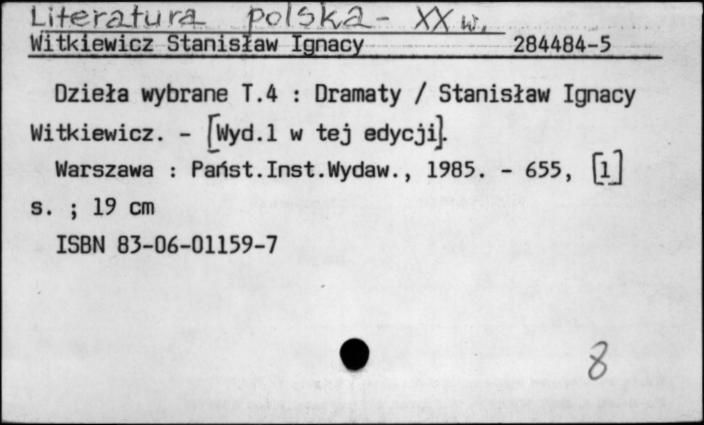 Literatura polska - XX w.
Witkiewicz Stanisław Ignacy 284484-5
Dzieła wybrane T.4 : Dramaty / Stanisław Ignacy
Witkiewicz. - [Wyd.1 w tej edycji].
Warszawa : Państ.Inst.Wydaw., 1985. - 655, [1]
s. ; 19 cm
ISBN 83-06-01159-7
8